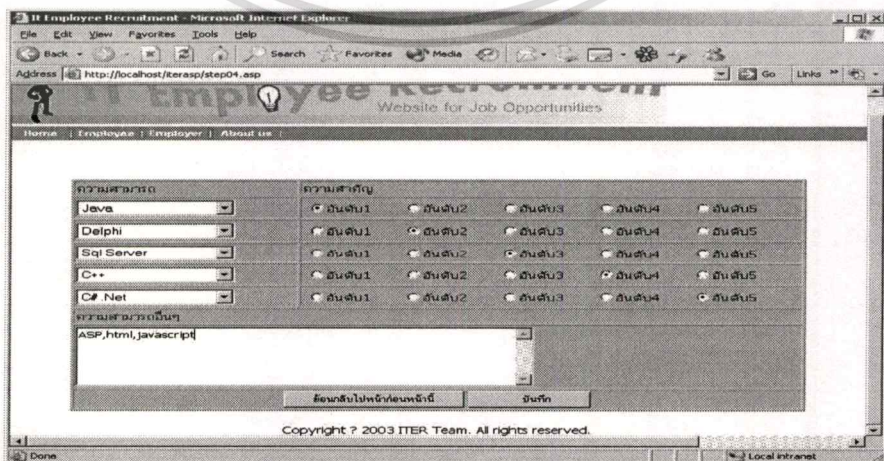 It Employee Recruitment - Microsoft Internet Explorer
File Edit View Favorites Tools Help
Back Search Favorites Media
Address http://localhost/iterasp/step04.asp Go Links »
IT Employee Recruitment
Website for Job Opportunities
Home | Employee | Employer | About us |
ความสามารถ ความสำคัญ
Java อันดับ1 อันดับ2 อันดับ3 อันดับ4 อันดับ5
Delphi อันดับ1 อันดับ2 อันดับ3 อันดับ4 อันดับ5
Sql Server อันดับ1 อันดับ2 อันดับ3 อันดับ4 อันดับ5
C++ อันดับ1 อันดับ2 อันดับ3 อันดับ4 อันดับ5
C# .Net อันดับ1 อันดับ2 อันดับ3 อันดับ4 อันดับ5
ความสามารถอื่นๆ
ASP,html,javascript
ย้อนกลับไปหน้าก่อนหน้านี้ บันทึก
Copyright ? 2003 ITER Team. All rights reserved.
Done Local intranet